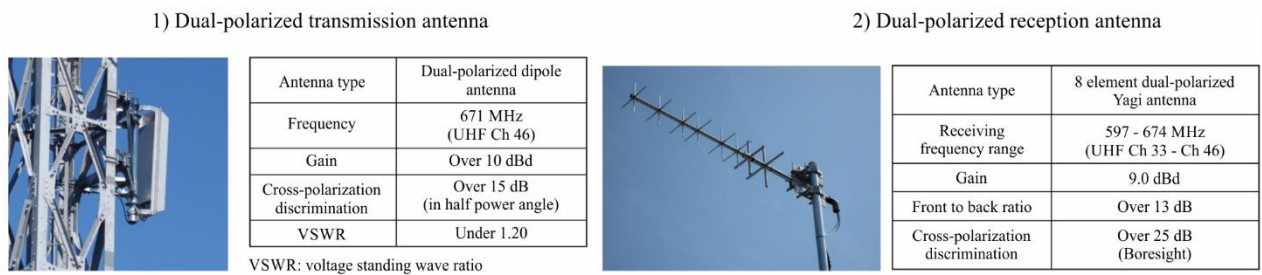 1) Dual-polarized transmission antenna
Antenna type
Dual-polarized dipole
antenna
Frequency
671 MHz
(UHF Ch 46)
Gain
Over 10 dBd
Cross-polarization
discrimination
Over 15 dB
(in half power angle)
VSWR
Under 1.20
VSWR: voltage standing wave ratio
2) Dual-polarized reception antenna
Antenna type
8 element dual-polarized
Yagi antenna
Receiving
frequency range
597 - 674 MHz
(UHF Ch 33 - Ch 46)
Gain
9.0 dBd
Front to back ratio
Over 13 dB
Cross-polarization
discrimination
Over 25 dB
(Boresight)